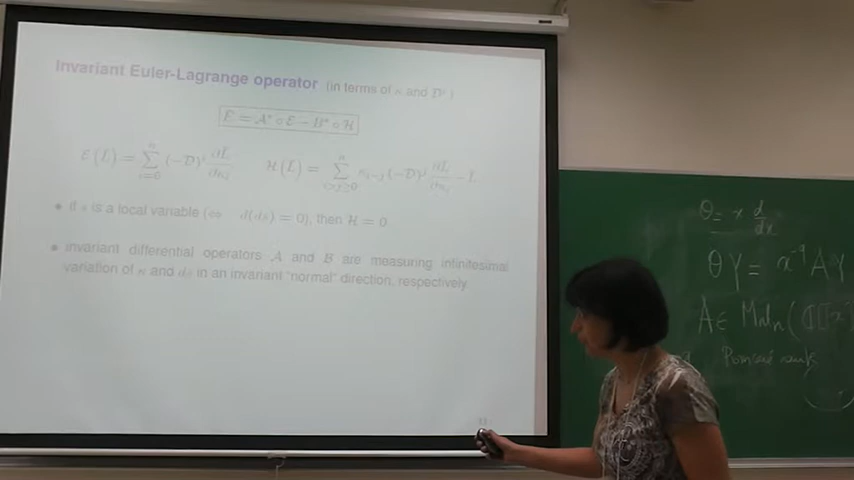 Invariant Euler-Lagrange operator (in terms of κ and D^s)
E = A* ∘ ℰ − B* ∘ ℋ
ℰ(L) = Σ_{i=0}^{n} (−D)^i ∂L/∂κ_i    ℋ(L) = Σ_{i>j≥0}^{n} κ_{i−j} (−D)^j ∂L/∂κ_i − L
• If s is a local variable (⇔ d(ds) = 0), then ℋ = 0
• invariant differential operators A and B are measuring infinitesimal
variation of κ and ds in an invariant "normal" direction, respectively
θ = x d/dx
θY = x^{-q} A Y
A ∈ Mat_n(ℂ[[x]
Poincaré rank